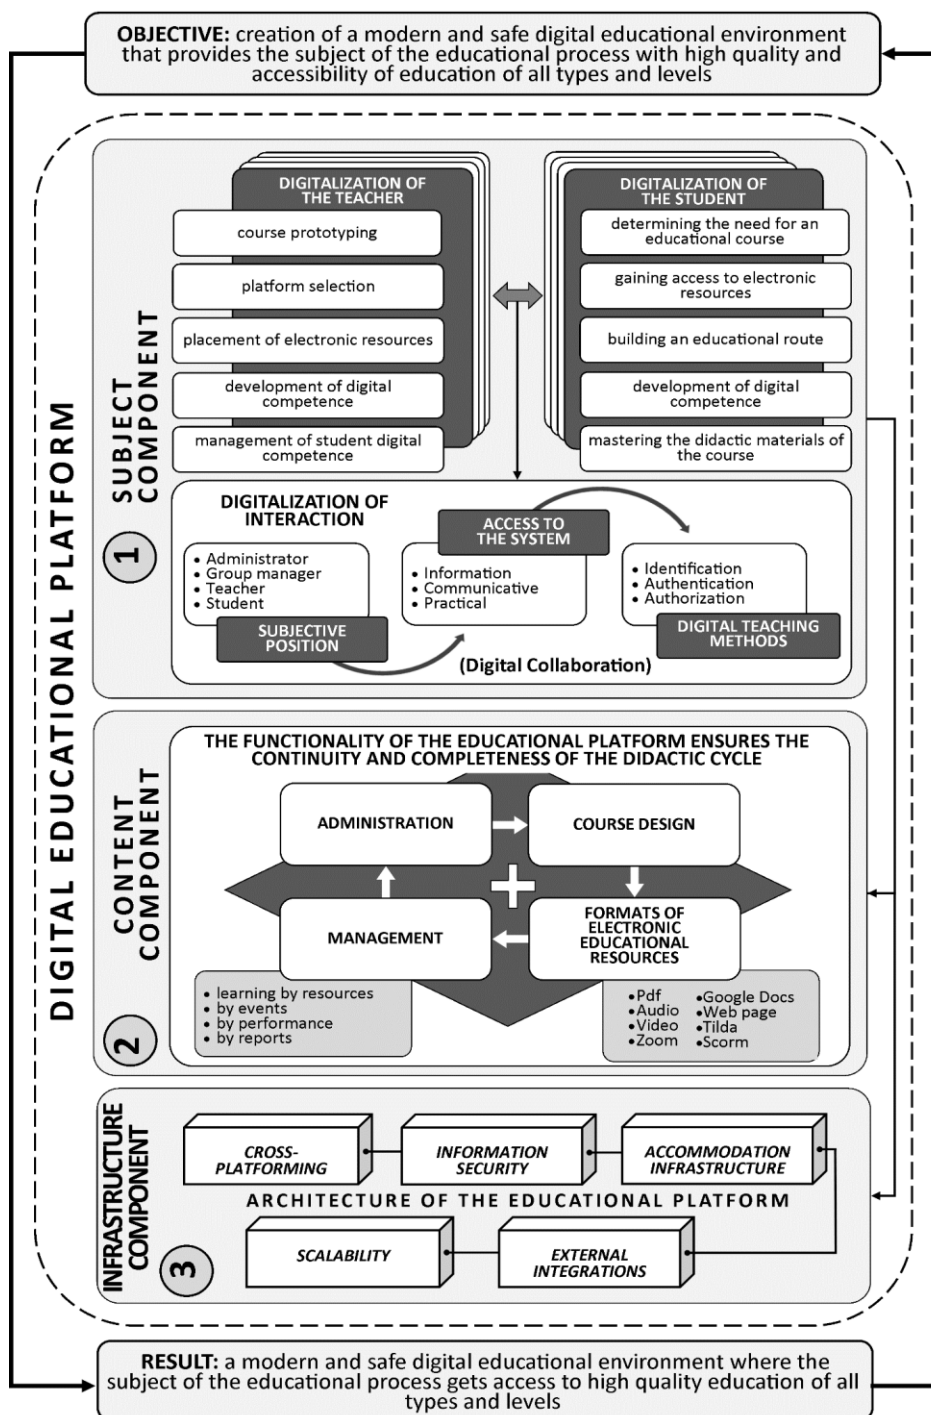 OBJECTIVE: creation of a modern and safe digital educational environment
that provides the subject of the educational process with high quality and
accessibility of education of all types and levels
DIGITAL EDUCATIONAL PLATFORM
SUBJECT
COMPONENT
1
DIGITALIZATION OF
THE TEACHER
course prototyping
platform selection
placement of electronic resources
development of digital
competence
management of student digital
competence
DIGITALIZATION OF
THE STUDENT
determining the need for an
educational course
gaining access to electronic
resources
building an educational route
development of digital
competence
mastering the didactic materials of
the course
DIGITALIZATION OF
INTERACTION
• Administrator
• Group manager
• Teacher
• Student
SUBJECTIVE
POSITION
ACCESS TO
THE SYSTEM
• Information
• Communicative
• Practical
• Identification
• Authentication
• Authorization
DIGITAL TEACHING
METHODS
(Digital Collaboration)
CONTENT
COMPONENT
2
THE FUNCTIONALITY OF THE EDUCATIONAL PLATFORM ENSURES THE
CONTINUITY AND COMPLETENESS OF THE DIDACTIC CYCLE
ADMINISTRATION
COURSE DESIGN
MANAGEMENT
FORMATS OF
ELECTRONIC
EDUCATIONAL
RESOURCES
• learning by resources
• by events
• by performance
• by reports
•Pdf
•Audio
•Video
•Zoom
•Google Docs
•Web page
•Tilda
•Scorm
INFRASTRUCTURE
COMPONENT
3
CROSS-
PLATFORMING
INFORMATION
SECURITY
ACCOMMODATION
INFRASTRUCTURE
ARCHITECTURE OF THE EDUCATIONAL PLATFORM
SCALABILITY
EXTERNAL
INTEGRATIONS
RESULT: a modern and safe digital educational environment where the
subject of the educational process gets access to high quality education of all
types and levels